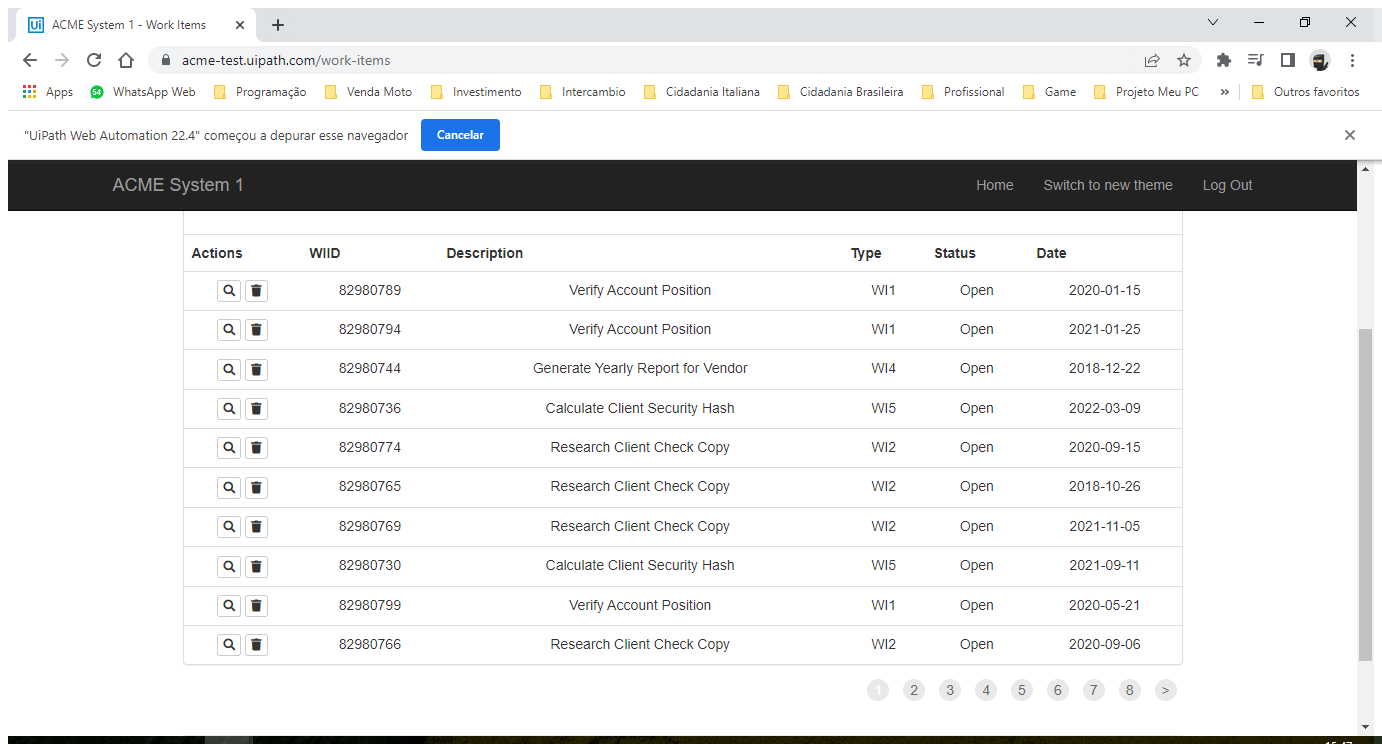 ACME System 1 - Work Items
acme-test.uipath.com/work-items
Apps WhatsApp Web Programação Venda Moto Investimento Intercambio Cidadania Italiana Cidadania Brasileira Profissional Game Projeto Meu PC » Outros favoritos
"UiPath Web Automation 22.4" começou a depurar esse navegador Cancelar
ACME System 1 Home Switch to new theme Log Out
Actions WIID Description Type Status Date
82980789 Verify Account Position WI1 Open 2020-01-15
82980794 Verify Account Position WI1 Open 2021-01-25
82980744 Generate Yearly Report for Vendor WI4 Open 2018-12-22
82980736 Calculate Client Security Hash WI5 Open 2022-03-09
82980774 Research Client Check Copy WI2 Open 2020-09-15
82980765 Research Client Check Copy WI2 Open 2018-10-26
82980769 Research Client Check Copy WI2 Open 2021-11-05
82980730 Calculate Client Security Hash WI5 Open 2021-09-11
82980799 Verify Account Position WI1 Open 2020-05-21
82980766 Research Client Check Copy WI2 Open 2020-09-06
1 2 3 4 5 6 7 8 >